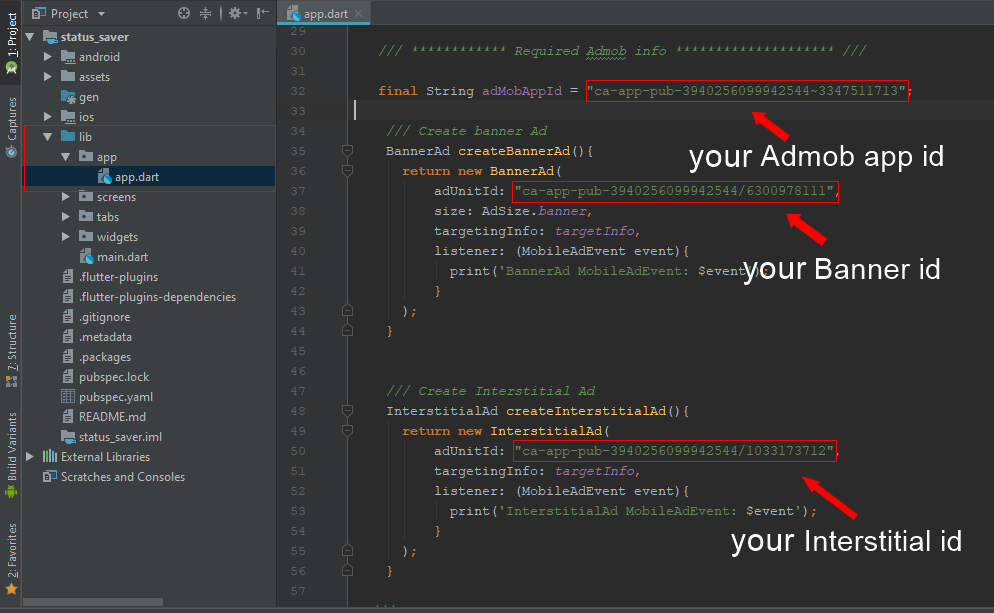 Project
app.dart
1: Project
Captures
7: Structure
Build Variants
2: Favorites
status_saver
android
assets
gen
ios
lib
app
app.dart
screens
tabs
widgets
main.dart
.flutter-plugins
.flutter-plugins-dependencies
.gitignore
.metadata
.packages
pubspec.lock
pubspec.yaml
README.md
status_saver.iml
External Libraries
Scratches and Consoles
29
30 /// ************ Required Admob info ******************** ///
31
32 final String adMobAppId = "ca-app-pub-3940256099942544~3347511713";
33
34 /// Create banner Ad
35 BannerAd createBannerAd(){
36 return new BannerAd(
37 adUnitId: "ca-app-pub-3940256099942544/6300978111",
38 size: AdSize.banner,
39 targetingInfo: targetInfo,
40 listener: (MobileAdEvent event){
41 print('BannerAd MobileAdEvent: $event');
42 }
43 );
44 }
45
46
47 /// Create Interstitial Ad
48 InterstitialAd createInterstitialAd(){
49 return new InterstitialAd(
50 adUnitId: "ca-app-pub-3940256099942544/1033173712",
51 targetingInfo: targetInfo,
52 listener: (MobileAdEvent event){
53 print('InterstitialAd MobileAdEvent: $event');
54 }
55 );
56 }
57
your Admob app id
your Banner id
your Interstitial id